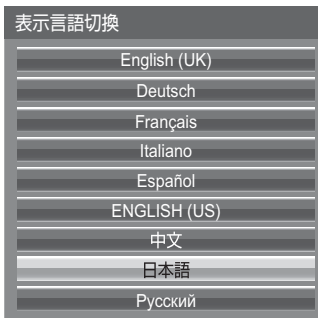 表示言語切換
English (UK)
Deutsch
Français
Italiano
Español
ENGLISH (US)
中文
日本語
Русский